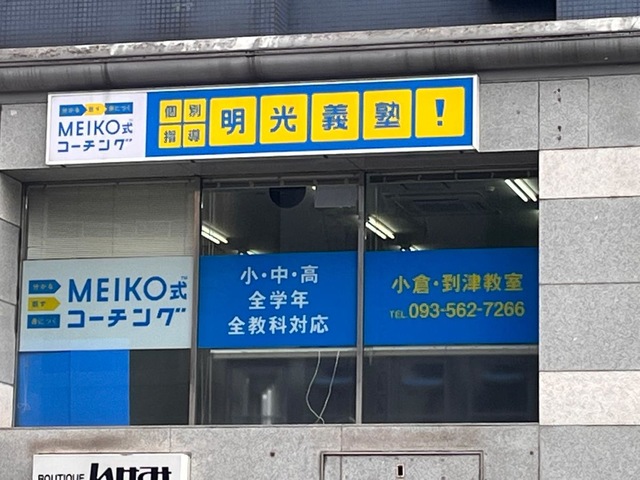 分かる 話す 身につく
MEIKO式
コーチング
個別
指導
明光義塾!
分かる
話す
身につく
MEIKO式
コーチング
小・中・高
全学年
全教科対応
小倉・到津教室
TEL.093-562-7266
BOUTIQUE